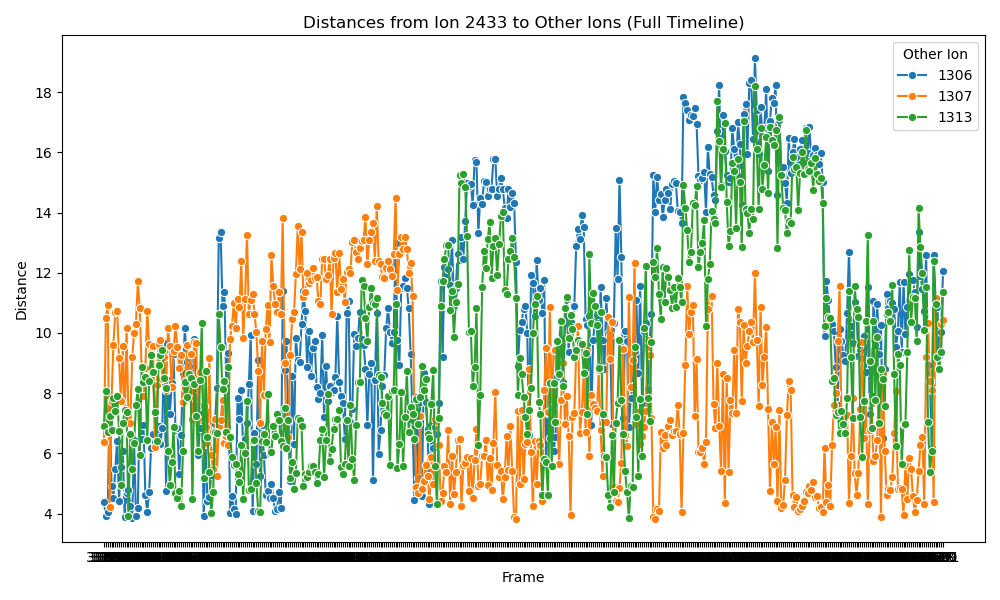 Distances from Ion 2433 to Other Ions (Full Timeline)
Other Ion
1306
1307
1313
Distance
18
16
14
12
10
8
6
4
Frame